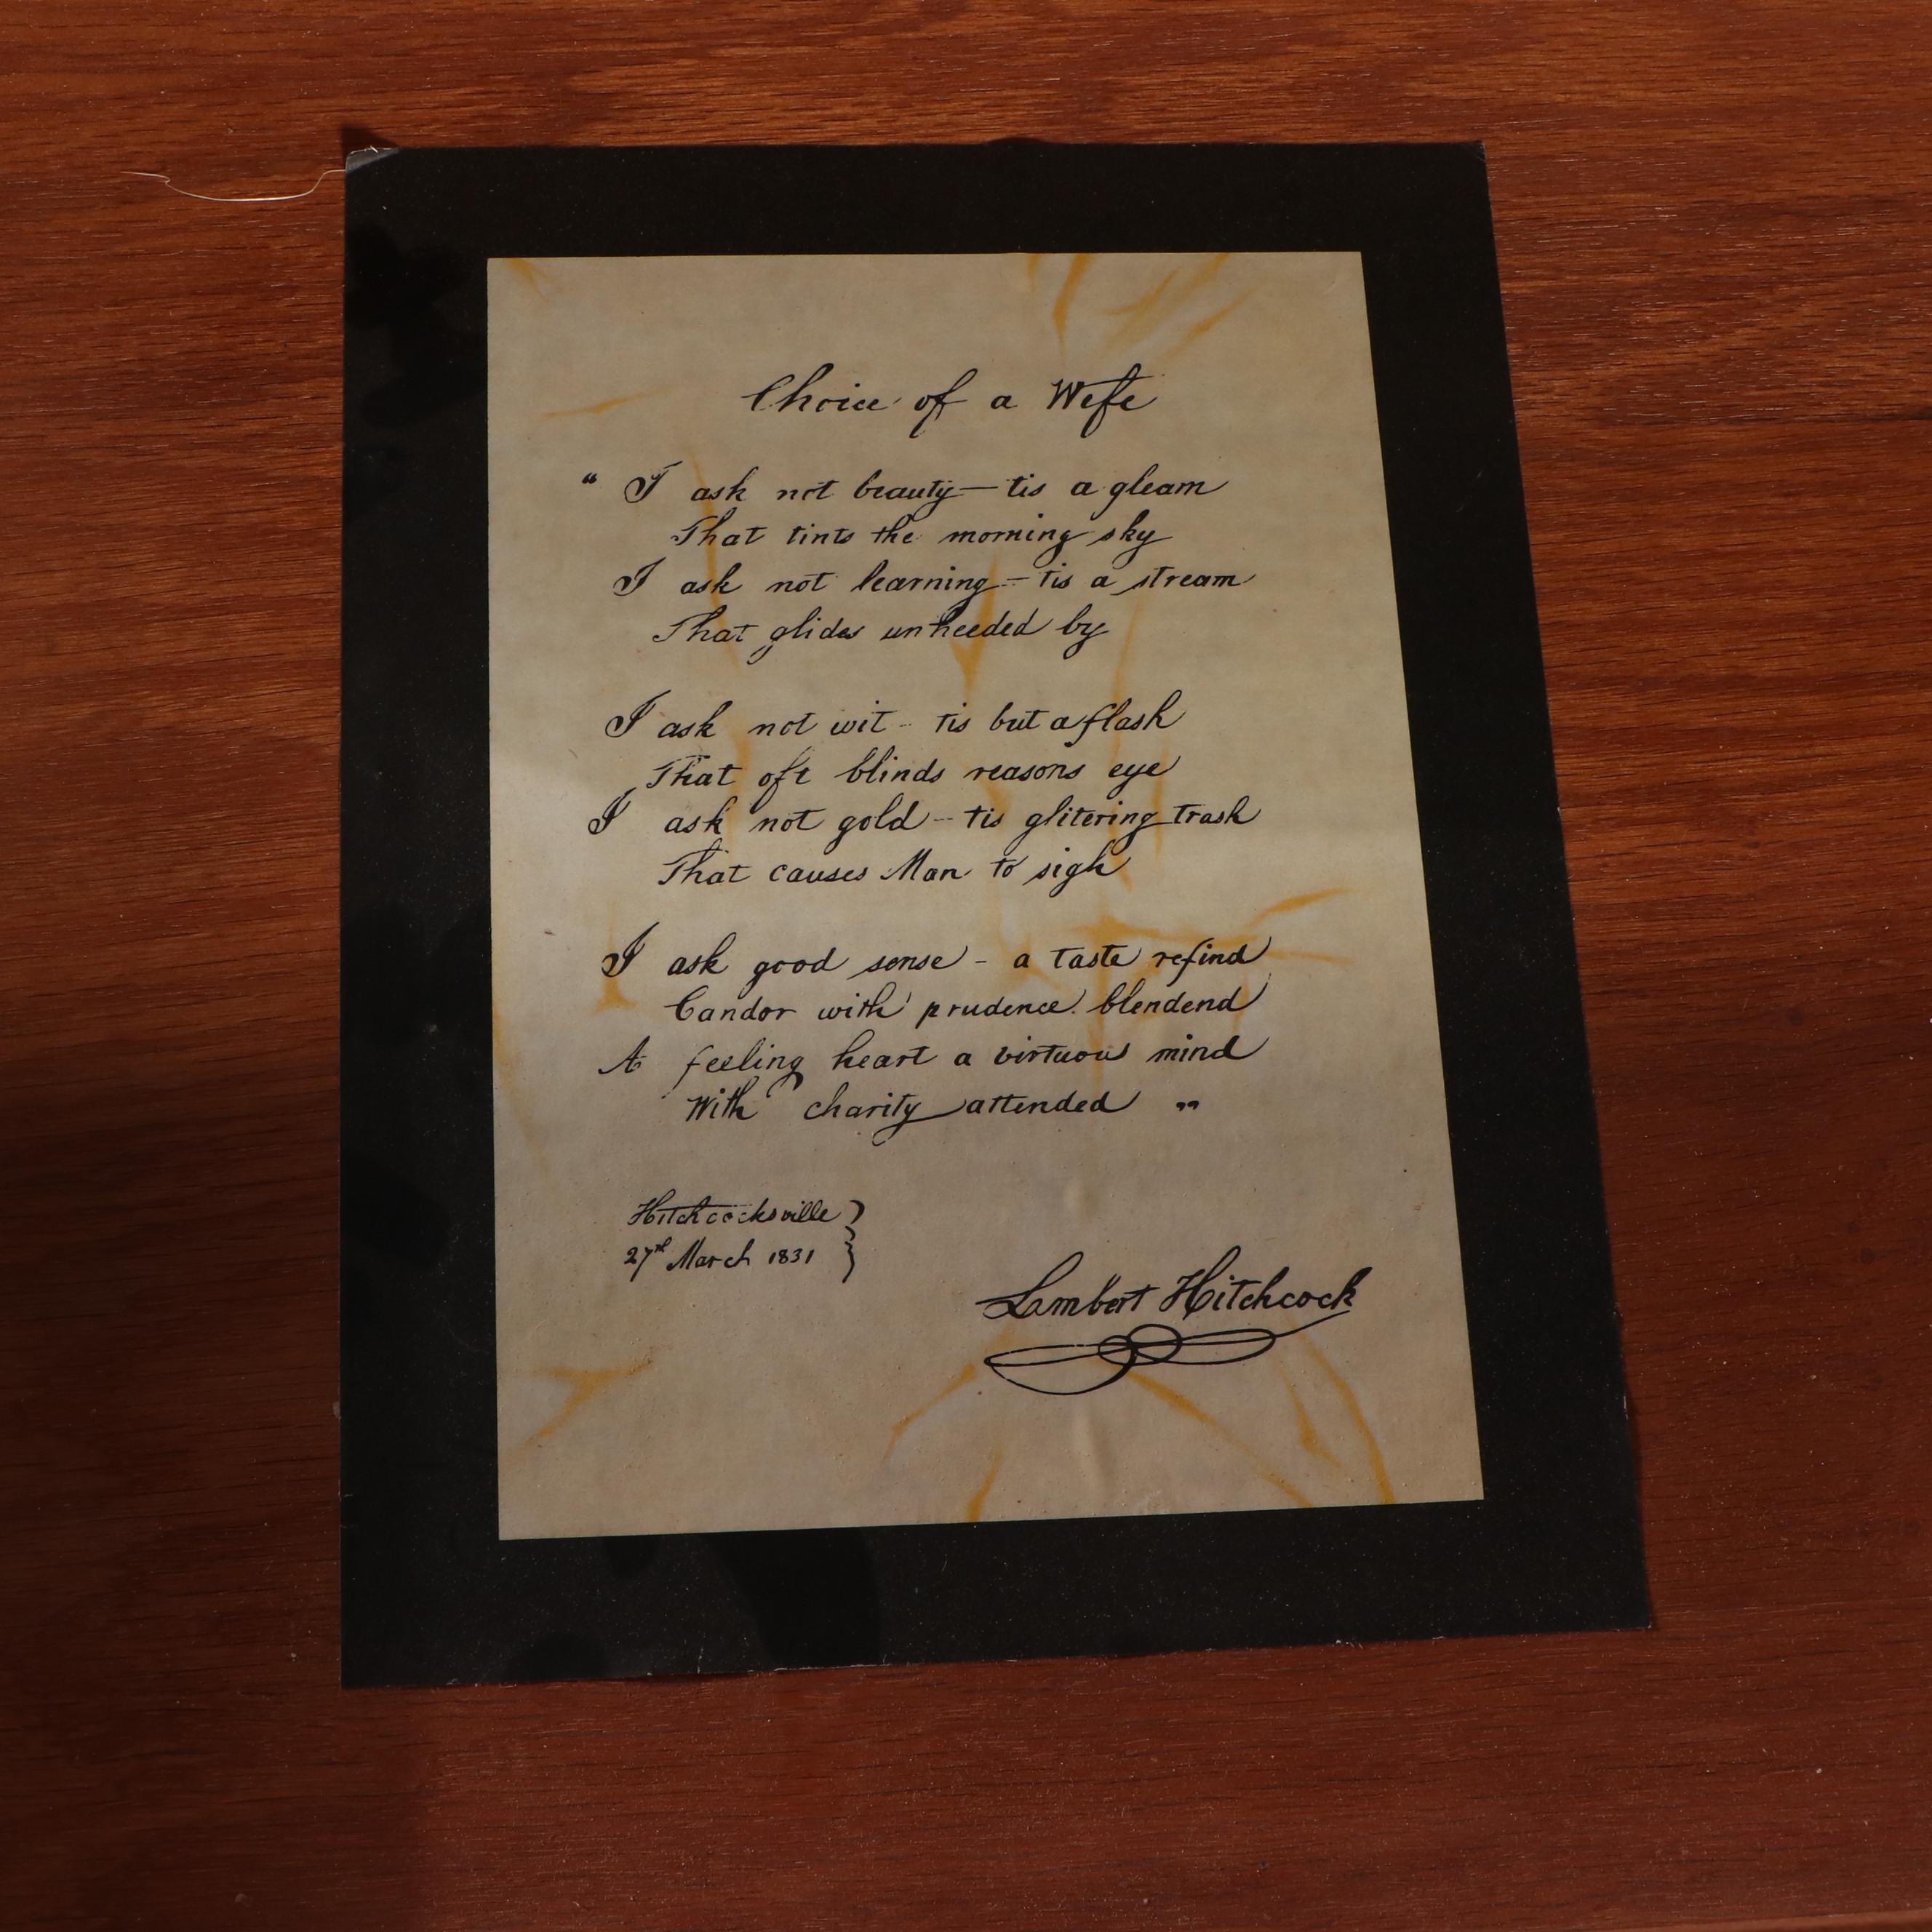 Choice of a Wife
" I ask not beauty — tis a gleam
That tints the morning sky
I ask not learning — tis a stream
That glides unheeded by
I ask not wit - tis but a flash
That oft blinds reasons eye
I ask not gold - tis glitering trash
That causes Man to sigh
I ask good sense - a taste refind
Candor with prudence blendend
A feeling heart a virtuous mind
With charity attended "
Hitchcocksville
27th March 1831
Lambert Hitchcock